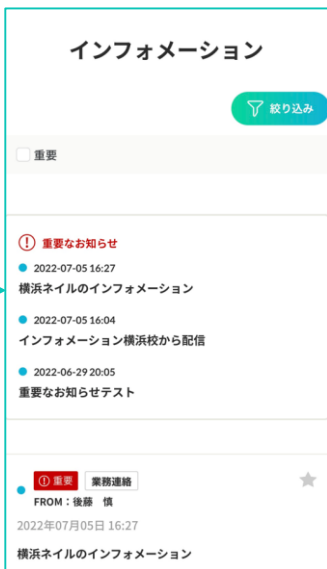 インフォメーション
絞り込み
重要
重要なお知らせ
2022-07-05 16:27
横浜ネイルのインフォメーション
2022-07-05 16:04
インフォメーション横浜校から配信
2022-06-29 20:05
重要なお知らせテスト
重要 業務連絡
FROM：後藤　慎
2022年07月05日 16:27
横浜ネイルのインフォメーション